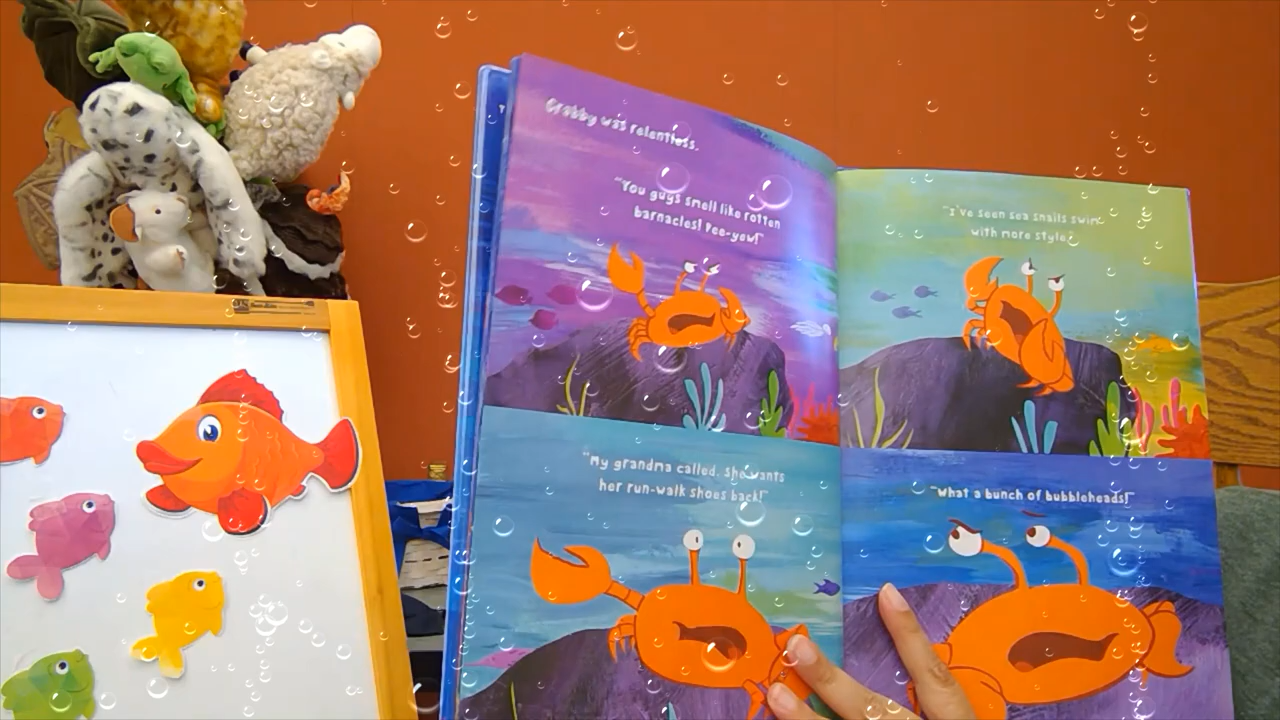 Crabby was relentless.
"You guys smell like rotten
barnacles! Pee-yew!"
"My grandma called. She wants
her run-walk shoes back!"
"I've seen sea snails swim
with more style."
"What a bunch of bubbleheads!"